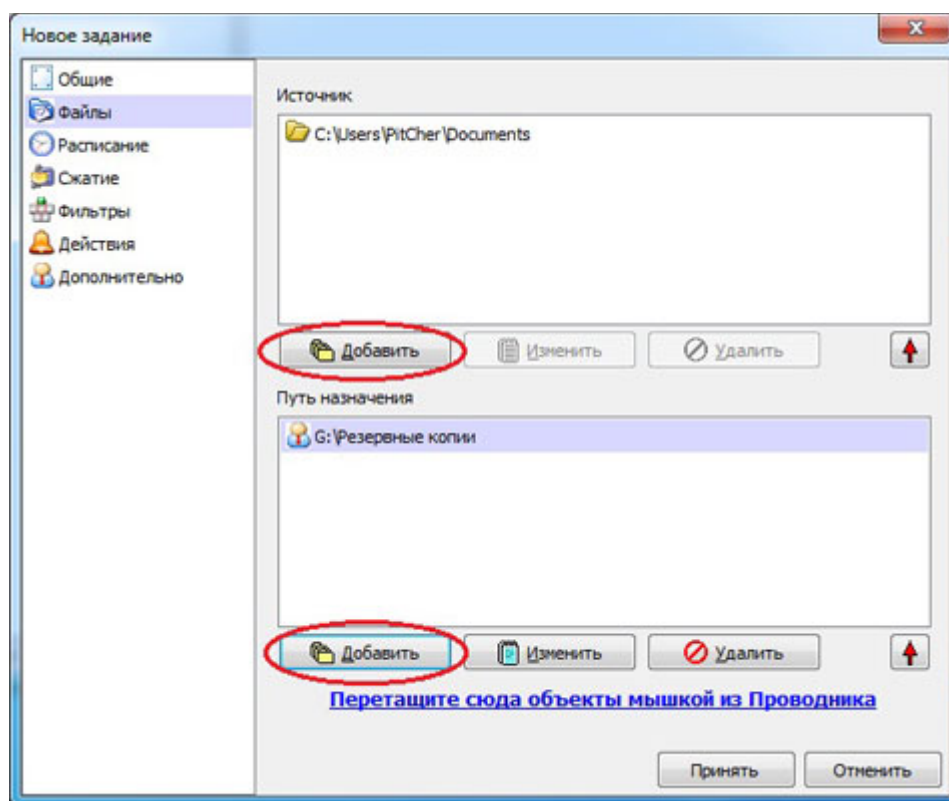 Новое задание
Общие
Файлы
Расписание
Сжатие
Фильтры
Действия
Дополнительно
Источник
C:\Users\PitCher\Documents
Добавить
Изменить
Удалить
Путь назначения
G:\Резервные копии
Добавить
Изменить
Удалить
Перетащите сюда объекты мышкой из Проводника
Принять
Отменить